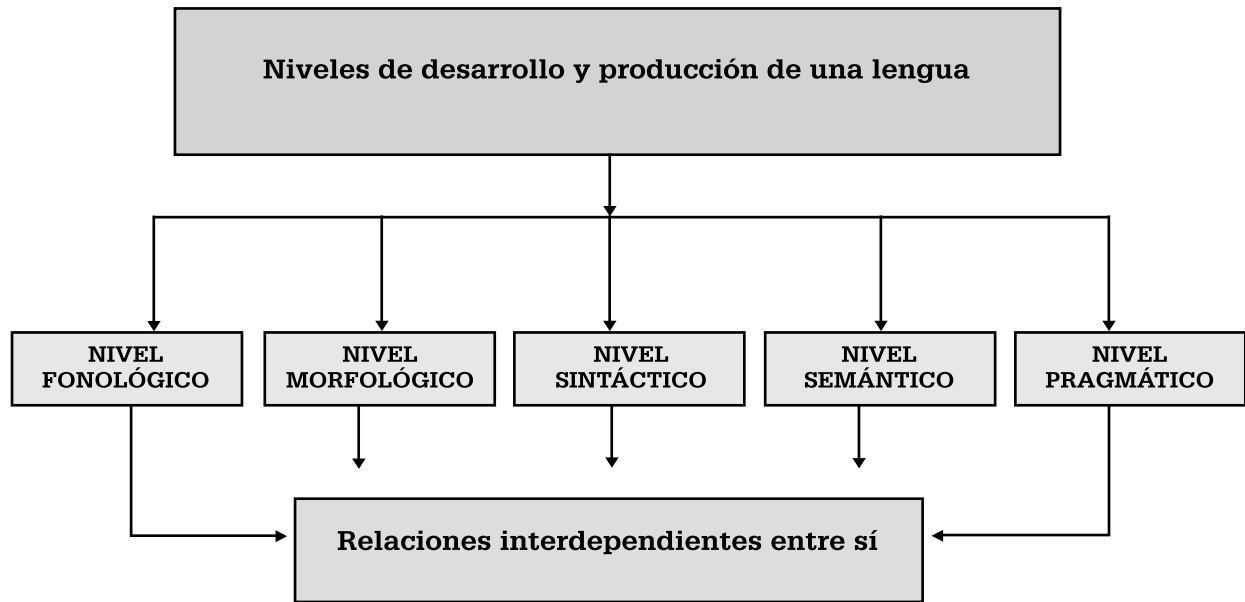 Niveles de desarrollo y producción de una lengua
NIVEL
FONOLÓGICO
NIVEL
MORFOLÓGICO
NIVEL
SINTÁCTICO
NIVEL
SEMÁNTICO
NIVEL
PRAGMÁTICO
Relaciones interdependientes entre sí